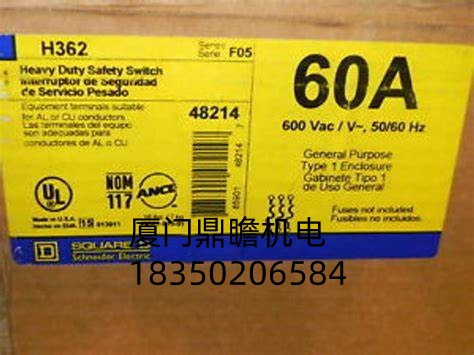 H362
Series
Serie F05
Heavy Duty Safety Switch
Interruptor de Seguridad
de Servicio Pesado
Equipment terminals suitable
for AL or CU conductors
Las terminales del equipo
son adecuadas para
conductores de AL o CU
48214
48214
60A
600 Vac / V~, 50/60 Hz
General Purpose
Type 1 Enclosure
Gabinete Tipo 1
de Uso General
Fuses not included.
UL
NOM
117
ANCE
Made in U.S.A.
SQUARE D
Schneider Electric
厦门鼎瞻机电
18350206584